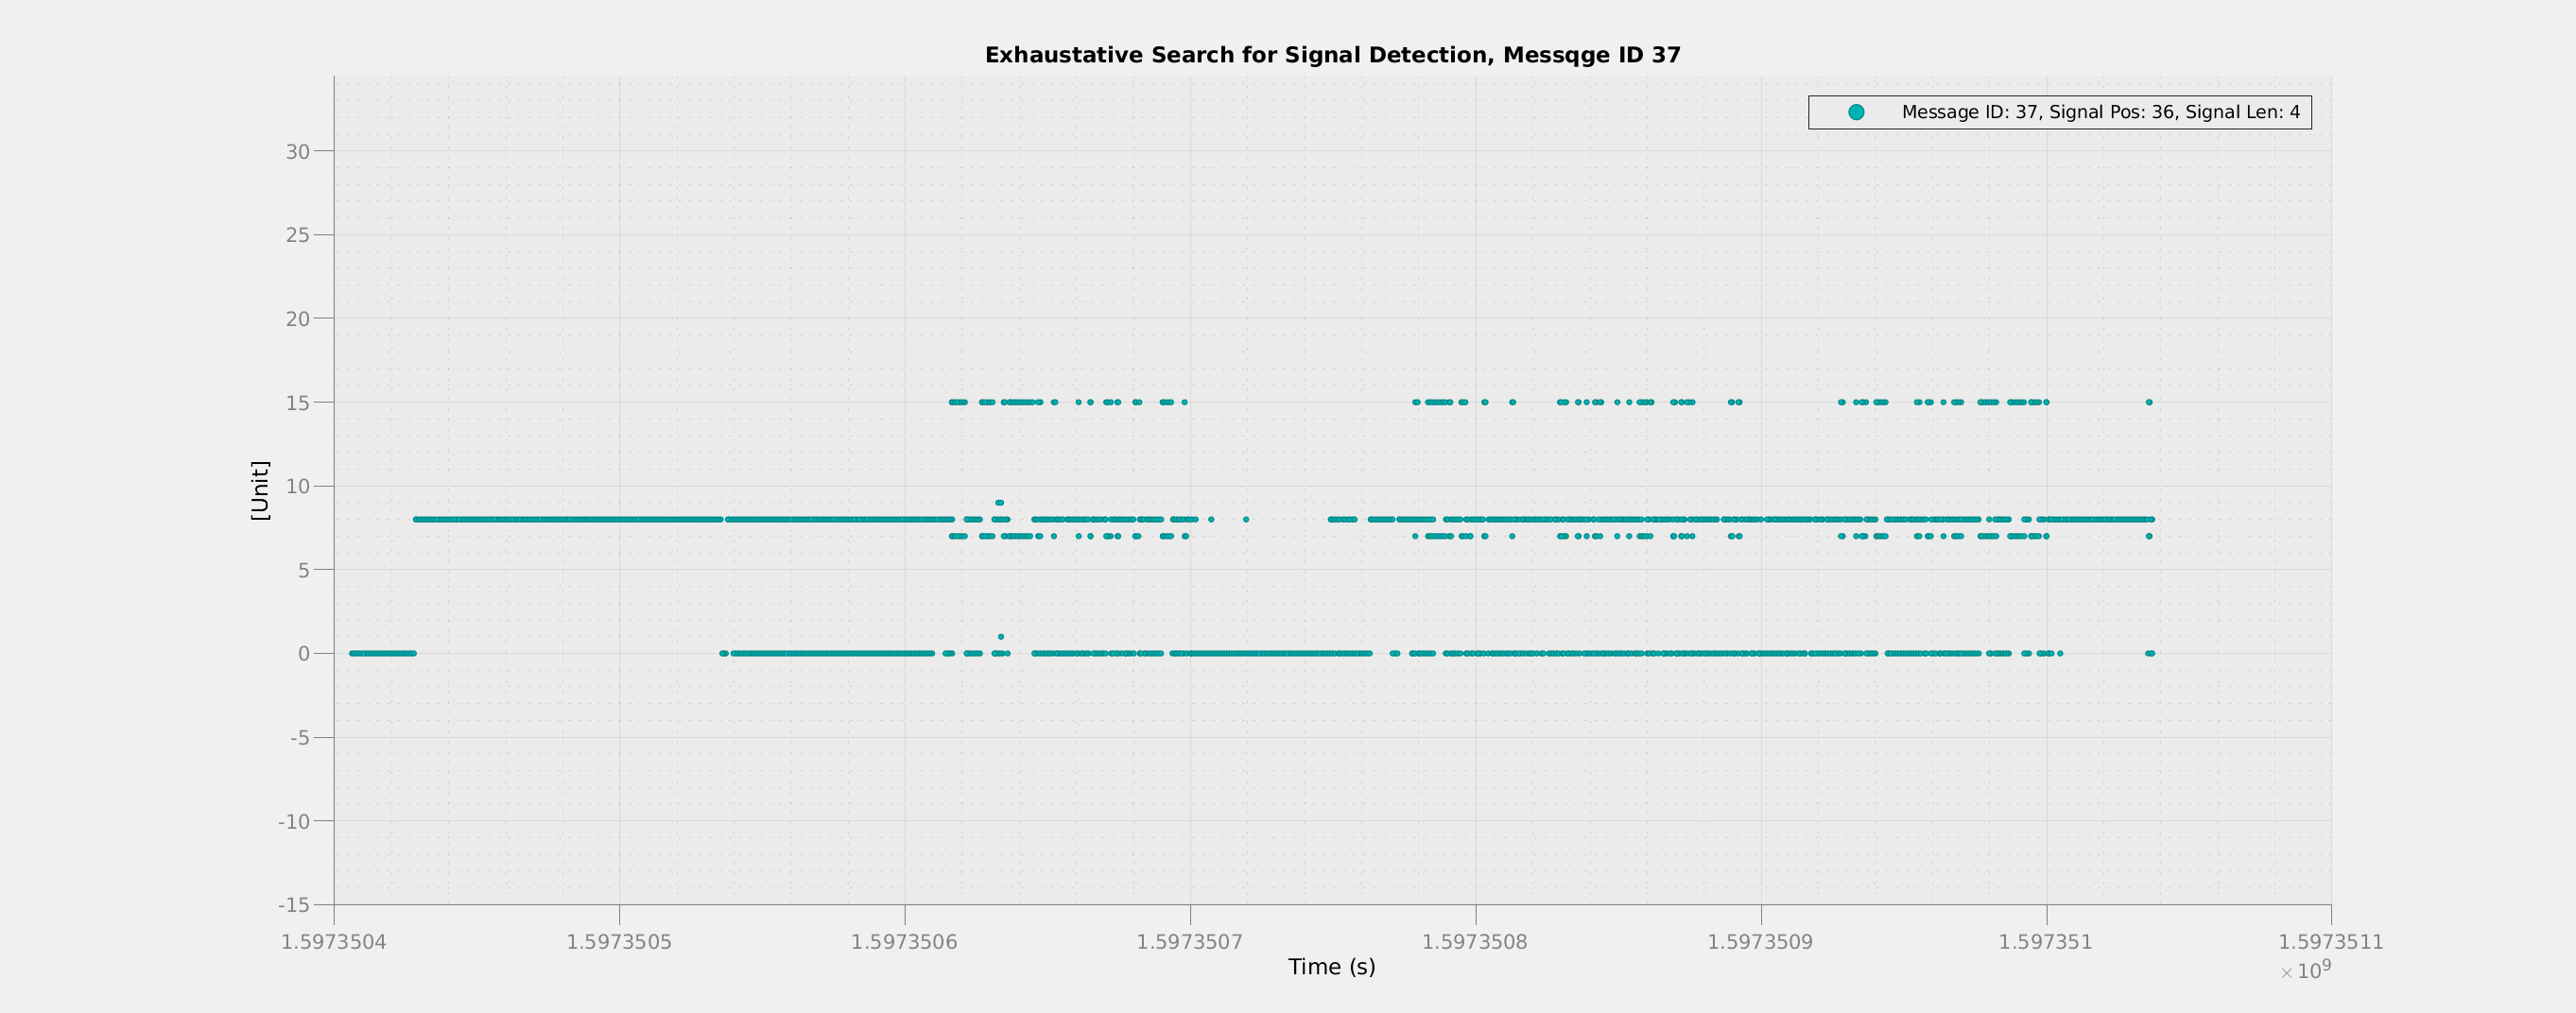 Exhaustative Search for Signal Detection, Messqge ID 37
Message ID: 37, Signal Pos: 36, Signal Len: 4
30
25
20
15
10
5
0
-5
-10
-15
[Unit]
1.5973504 1.5973505 1.5973506 1.5973507 1.5973508 1.5973509 1.597351 1.5973511
Time (s)
× 10⁹